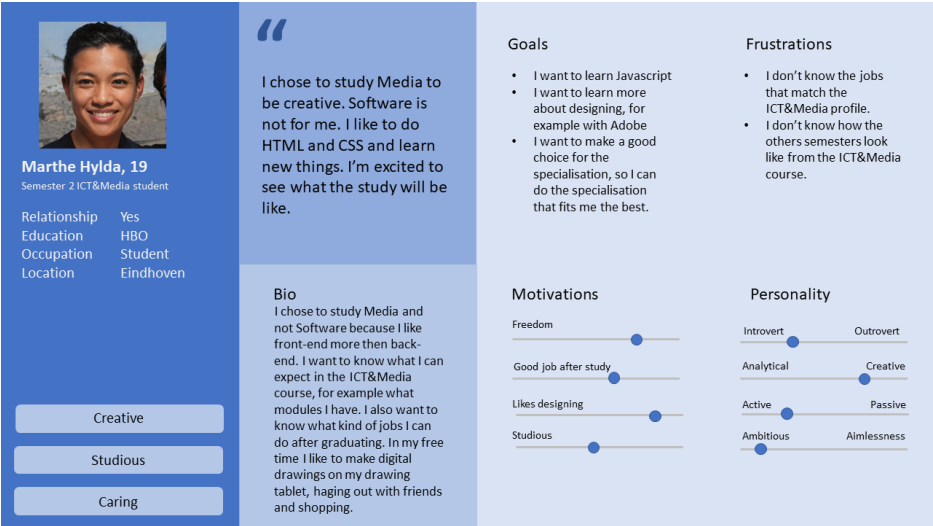 Marthe Hylda, 19
Semester 2 ICT&Media student
Relationship Yes
Education HBO
Occupation Student
Location Eindhoven
Creative
Studious
Caring
“
I chose to study Media to
be creative. Software is
not for me. I like to do
HTML and CSS and learn
new things. I’m excited to
see what the study will be
like.
Bio
I chose to study Media and
not Software because I like
front-end more then back-
end. I want to know what I can
expect in the ICT&Media
course, for example what
modules I have. I also want to
know what kind of jobs I can
do after graduating. In my free
time I like to make digital
drawings on my drawing
tablet, haging out with friends
and shopping.
Goals
• I want to learn Javascript
• I want to learn more
about designing, for
example with Adobe
• I want to make a good
choice for the
specialisation, so I can
do the specialisation
that fits me the best.
Frustrations
• I don’t know the jobs
that match the
ICT&Media profile.
• I don’t know how the
others semesters look
like from the ICT&Media
course.
Motivations
Freedom
Good job after study
Likes designing
Studious
Personality
Introvert Outrovert
Analytical Creative
Active Passive
Ambitious Aimlessness